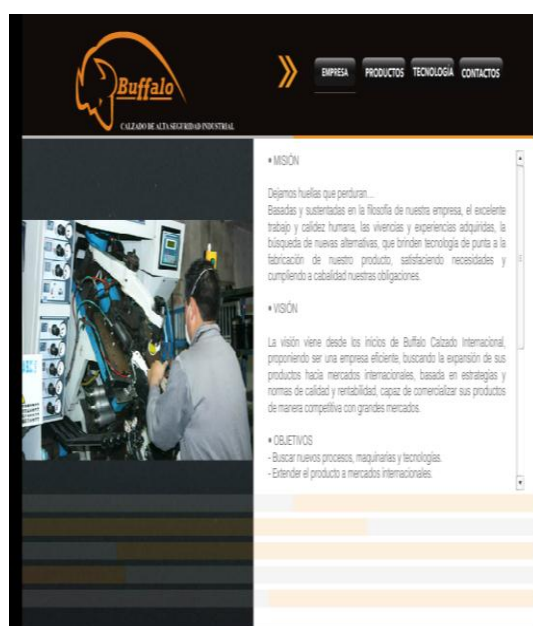 Buffalo
CALZADO DE ALTA SEGURIDAD INDUSTRIAL
EMPRESA PRODUCTOS TECNOLOGÍA CONTACTOS
• MISIÓN
Dejamos huellas que perduran…
Basadas y sustentadas en la filosofía de nuestra empresa, el excelente
trabajo y calidez humana, las vivencias y experiencias adquiridas, la
búsqueda de nuevas alternativas, que brinden tecnología de punta a la
fabricación de nuestro producto, satisfaciendo necesidades y
cumpliendo a cabalidad nuestras obligaciones.
• VISIÓN
La visión viene desde los inicios de Buffalo Calzado Internacional,
proponiendo ser una empresa eficiente, buscando la expansión de sus
productos hacia mercados internacionales, basada en estrategias y
normas de calidad y rentabilidad, capaz de comercializar sus productos
de manera competitiva con grandes mercados.
• OBJETIVOS
- Buscar nuevos procesos, maquinarias y tecnologías.
- Extender el producto a mercados internacionales.